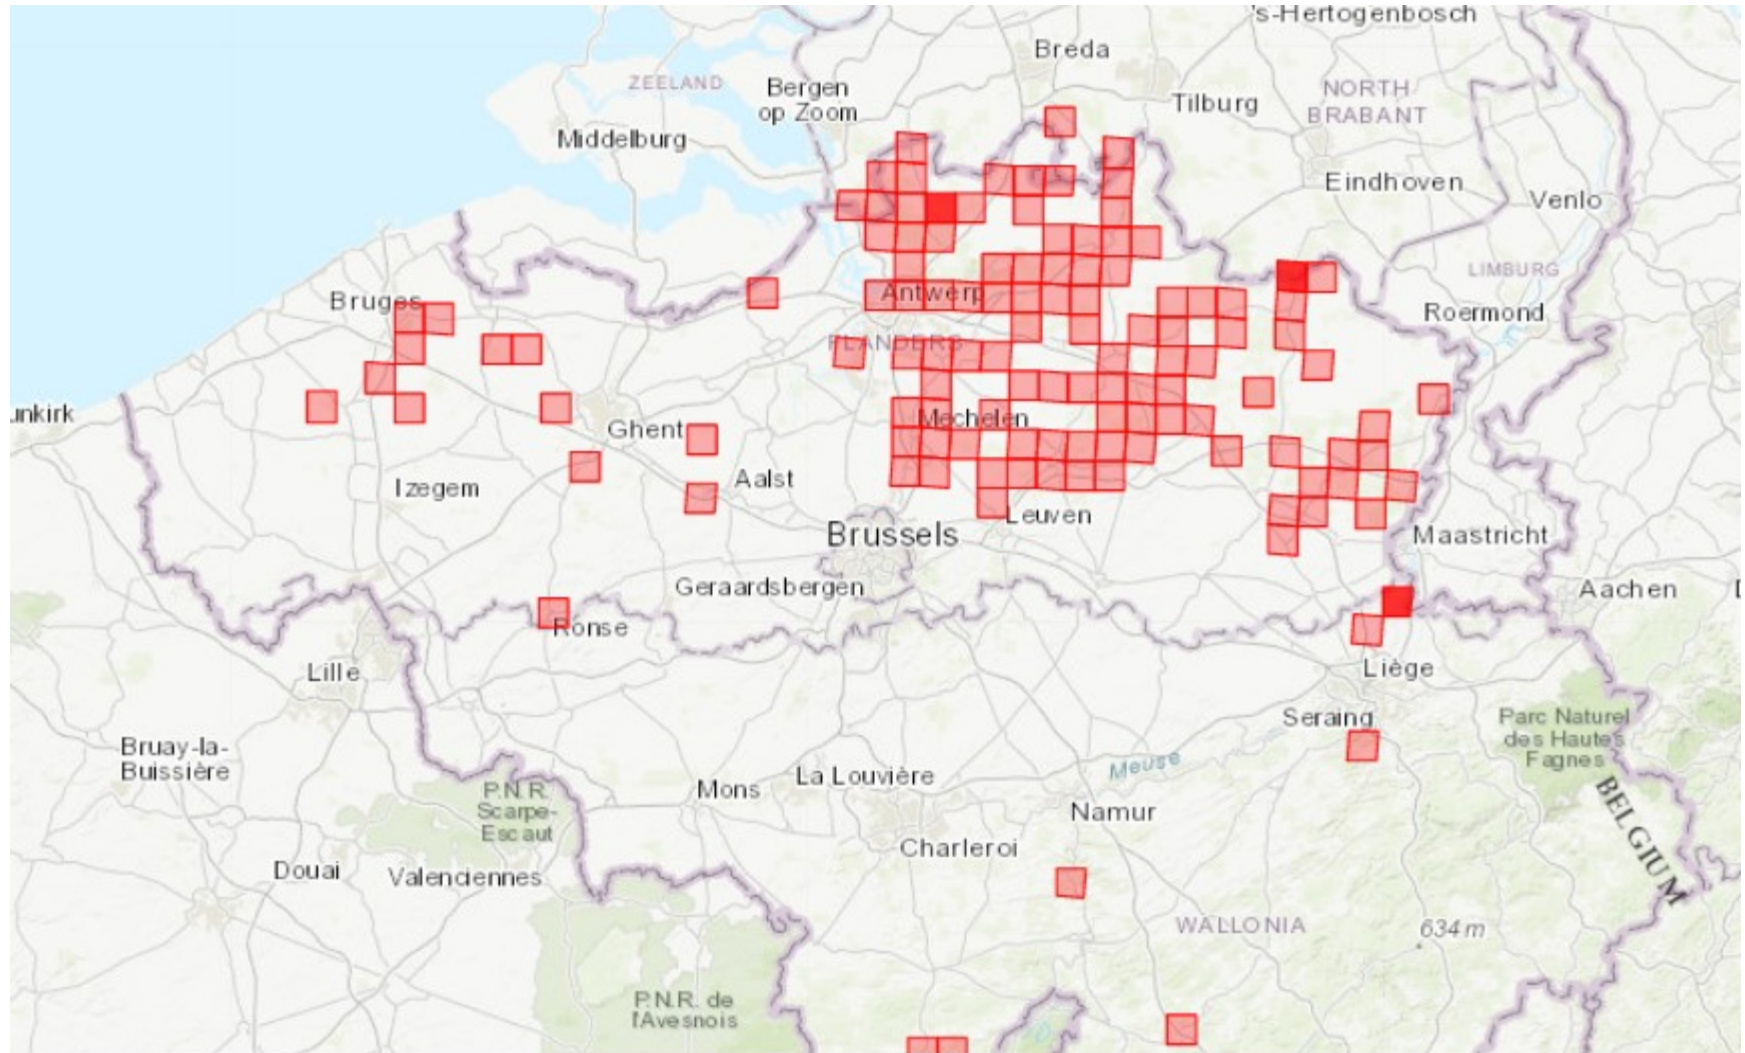 's-Hertogenbosch
Breda
ZEELAND
Bergen
op Zoom
Tilburg
NORTH
BRABANT
Middelburg
Eindhoven
Venlo
LIMBURG
Bruges
Antwerp
Roermond
FLANDERS
unkirk
Ghent
Mechelen
Izegem
Aalst
Leuven
Brussels
Maastricht
Geraardsbergen
Aachen
Ronse
Lille
Liège
Seraing
Parc Naturel
des Hautes
Fagnes
Bruay-la-
Buissière
Meuse
La Louvière
Mons
P.N.R.
Scarpe-
Escaut
Namur
BELGIUM
Charleroi
Douai
Valenciennes
WALLONIA
634 m
P.N.R. de
l'Avesnois